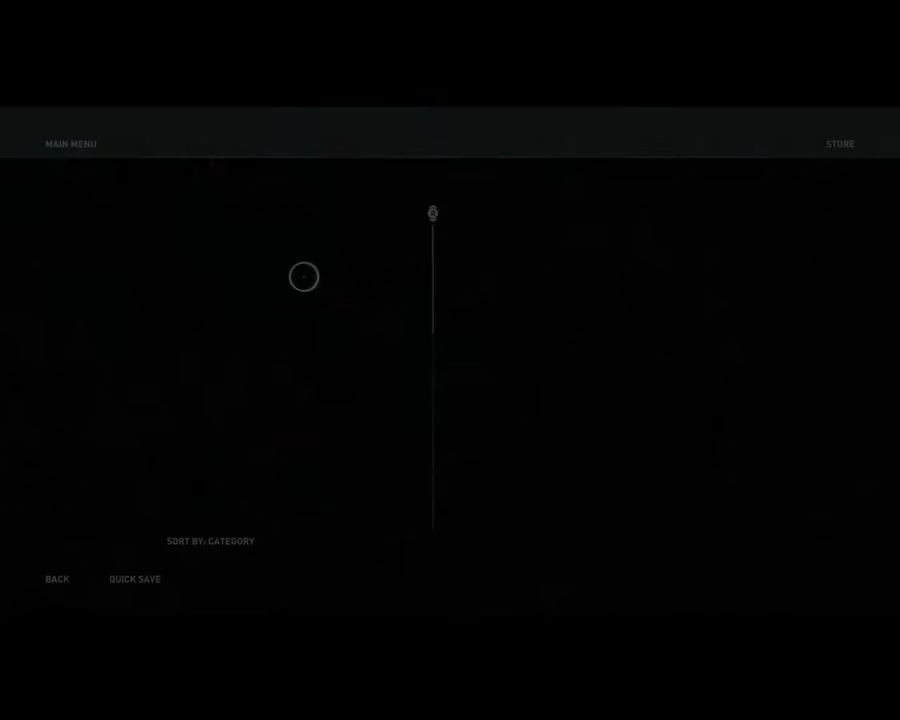 MAIN MENU
STORE
SORT BY: CATEGORY
BACK
QUICK SAVE